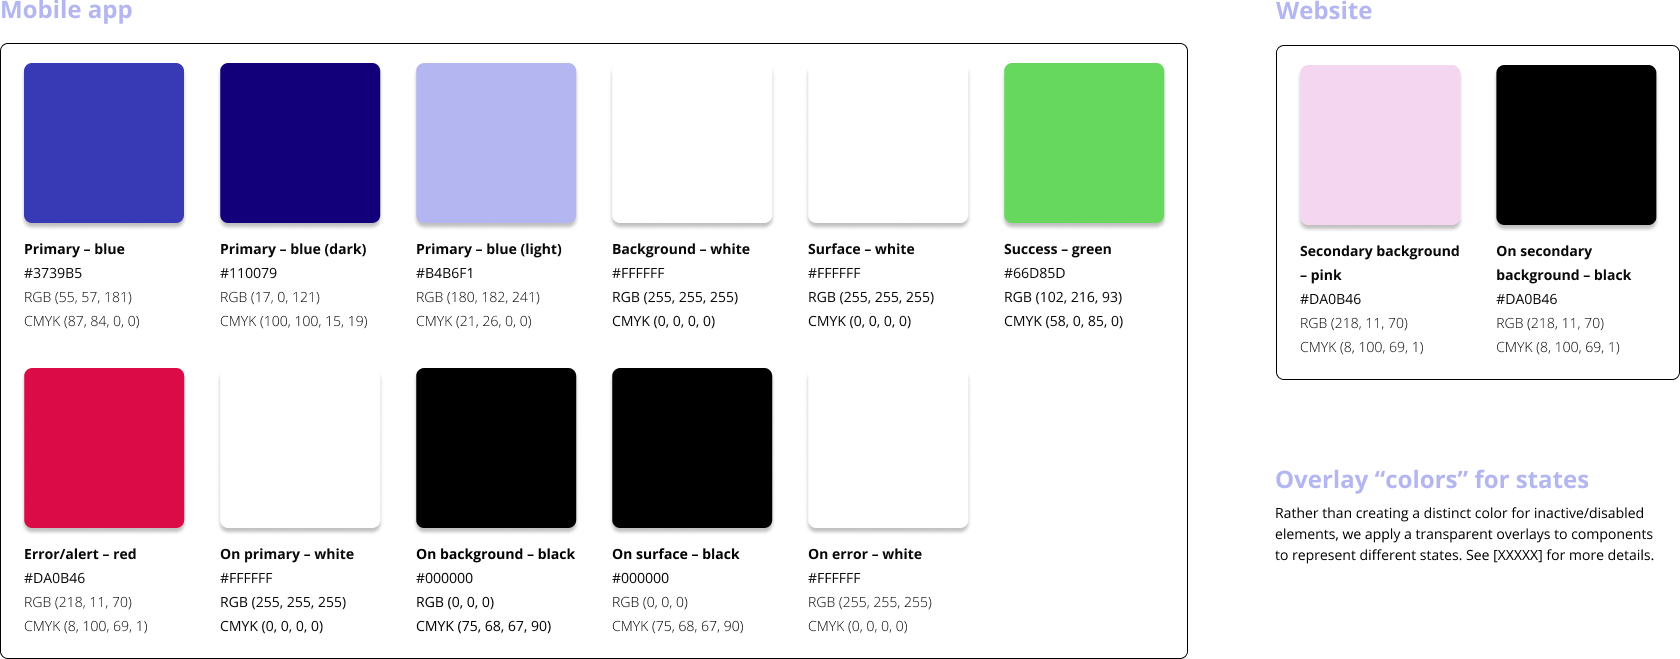 Mobile app
Primary – blue
#3739B5
RGB (55, 57, 181)
CMYK (87, 84, 0, 0)
Primary – blue (dark)
#110079
RGB (17, 0, 121)
CMYK (100, 100, 15, 19)
Primary – blue (light)
#B4B6F1
RGB (180, 182, 241)
CMYK (21, 26, 0, 0)
Background – white
#FFFFFF
RGB (255, 255, 255)
CMYK (0, 0, 0, 0)
Surface – white
#FFFFFF
RGB (255, 255, 255)
CMYK (0, 0, 0, 0)
Success – green
#66D85D
RGB (102, 216, 93)
CMYK (58, 0, 85, 0)
Error/alert – red
#DA0B46
RGB (218, 11, 70)
CMYK (8, 100, 69, 1)
On primary – white
#FFFFFF
RGB (255, 255, 255)
CMYK (0, 0, 0, 0)
On background – black
#000000
RGB (0, 0, 0)
CMYK (75, 68, 67, 90)
On surface – black
#000000
RGB (0, 0, 0)
CMYK (75, 68, 67, 90)
On error – white
#FFFFFF
RGB (255, 255, 255)
CMYK (0, 0, 0, 0)
Website
Secondary background
– pink
#DA0B46
RGB (218, 11, 70)
CMYK (8, 100, 69, 1)
On secondary
background – black
#DA0B46
RGB (218, 11, 70)
CMYK (8, 100, 69, 1)
Overlay “colors” for states
Rather than creating a distinct color for inactive/disabled
elements, we apply a transparent overlays to components
to represent different states. See [XXXXX] for more details.